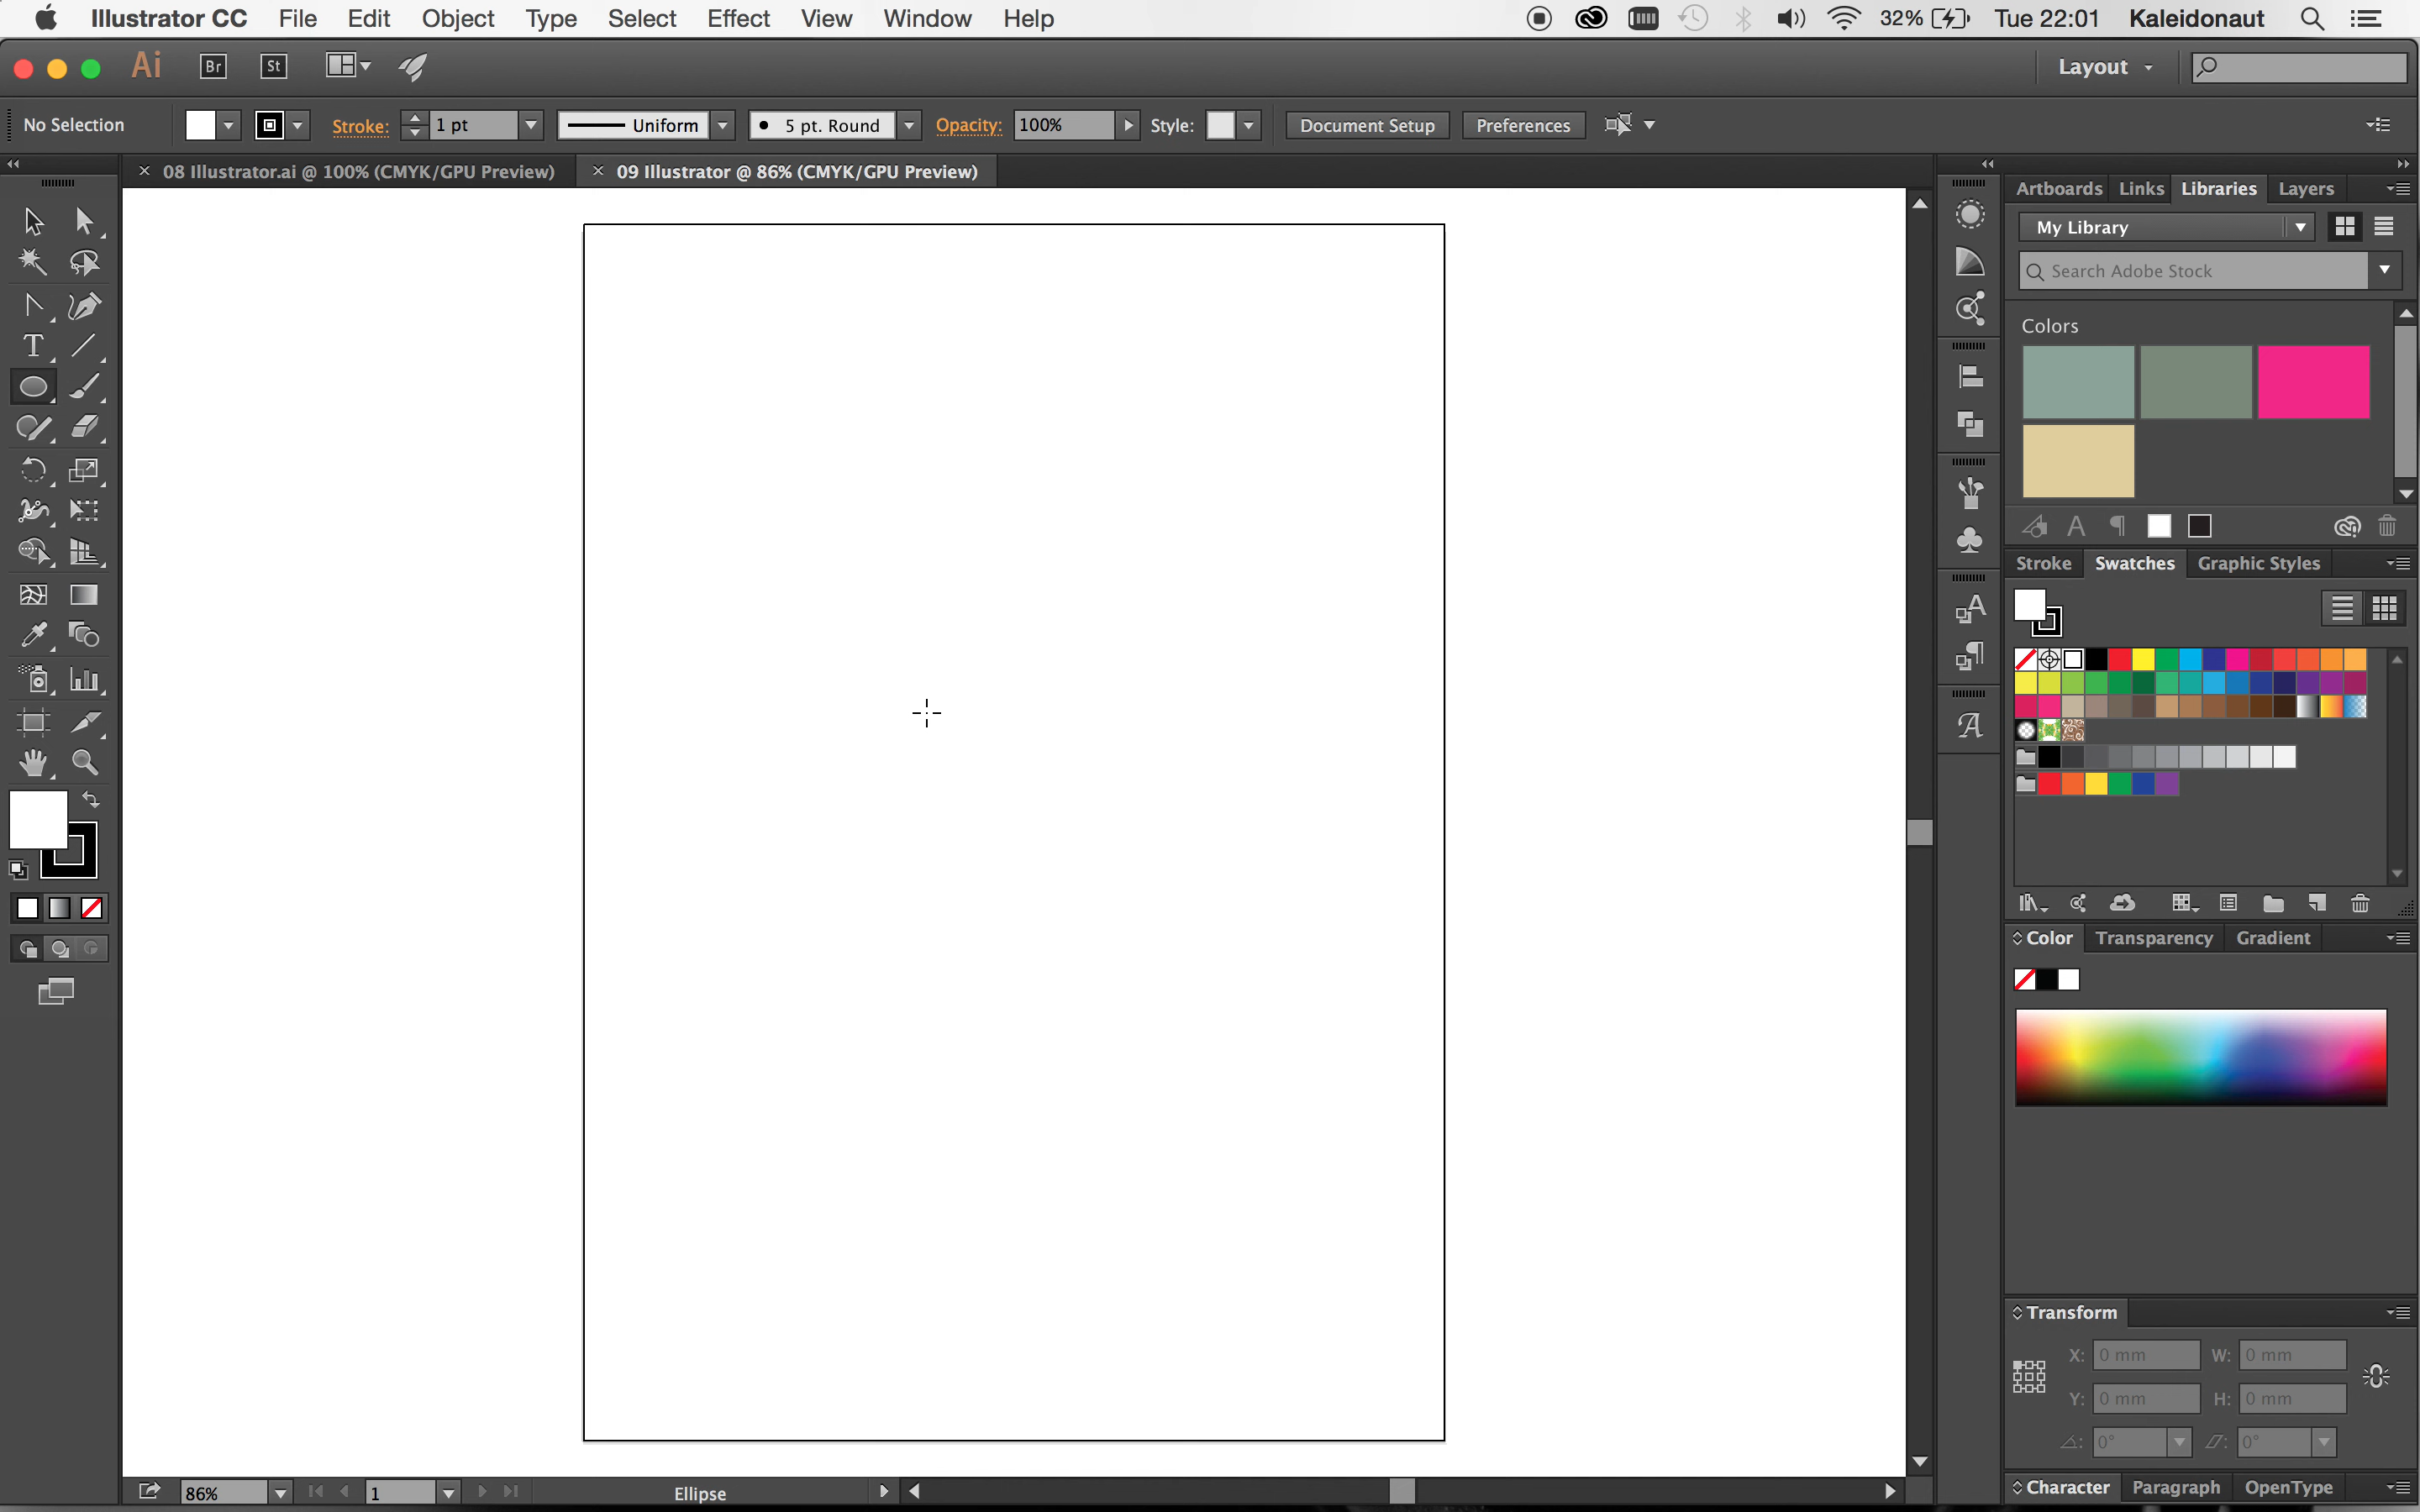 Illustrator CC File Edit Object Type Select Effect View Window Help 32% Tue 22:01 Kaleidonaut
Ai Br St Layout
No Selection Stroke: 1 pt Uniform 5 pt. Round Opacity: 100% Style: Document Setup Preferences
× 08 Illustrator.ai @ 100% (CMYK/GPU Preview) × 09 Illustrator @ 86% (CMYK/GPU Preview)
Artboards Links Libraries Layers
My Library
Search Adobe Stock
Colors
Stroke Swatches Graphic Styles
Color Transparency Gradient
Transform
X: 0 mm W: 0 mm
Y: 0 mm H: 0 mm
0° 0°
Character Paragraph OpenType
86% 1 Ellipse